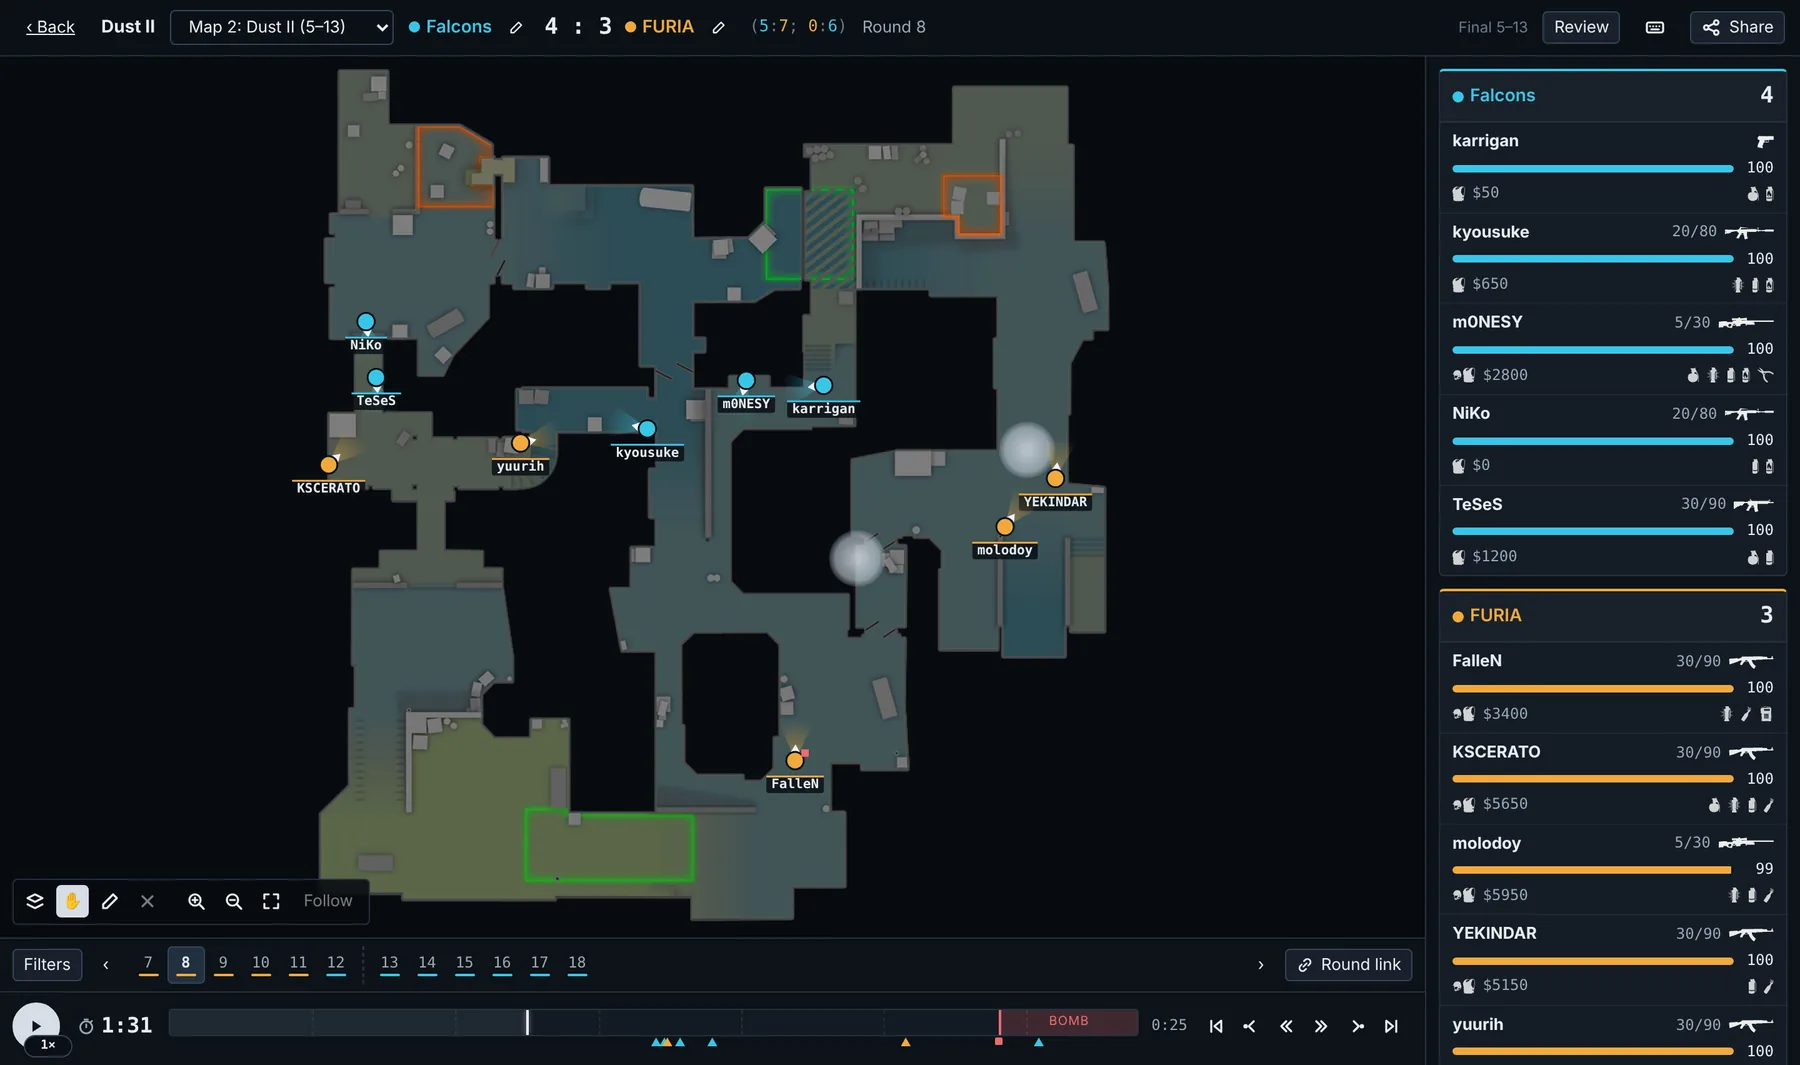 ‹ Back
Dust II
Map 2: Dust II (5–13)
Falcons
4 : 3
FURIA
(5:7; 0:6)
Round 8
Final 5–13
Review
Share
NiKo
TeSeS
KSCERATO
yuurih
kyousuke
m0NESY
karrigan
YEKINDAR
molodoy
FalleN
Falcons 4
karrigan
100
$50
kyousuke 20/80
100
$650
m0NESY 5/30
100
$2800
NiKo 20/80
100
$0
TeSeS 30/90
100
$1200
FURIA 3
FalleN 30/90
100
$3400
KSCERATO 30/90
100
$5650
molodoy 5/30
99
$5950
YEKINDAR 30/90
100
$5150
yuurih 30/90
100
Follow
Filters ‹ 7 8 9 10 11 12 13 14 15 16 17 18 › Round link
1:31
BOMB
0:25
1×